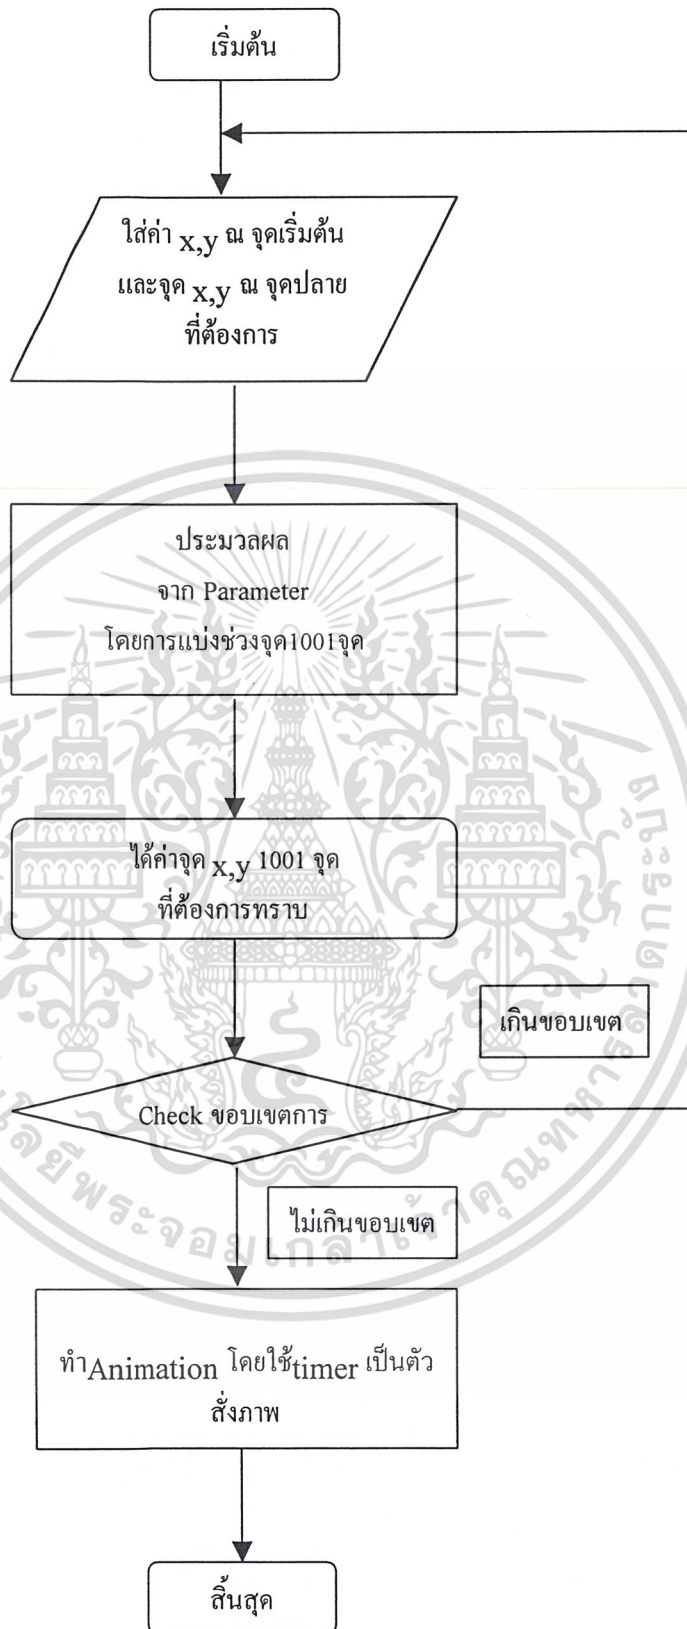 เริ่มต้น
ใส่ค่า x,y ณ จุดเริ่มต้น
และจุด x,y ณ จุดปลาย
ที่ต้องการ
ประมวลผล
จาก Parameter
โดยการแบ่งช่วงจุด1001จุด
ได้ค่าจุด x,y 1001 จุด
ที่ต้องการทราบ
เกินขอบเขต
Check ขอบเขตการ
ไม่เกินขอบเขต
ทำAnimation โดยใช้timer เป็นตัว
สั่งภาพ
สิ้นสุด